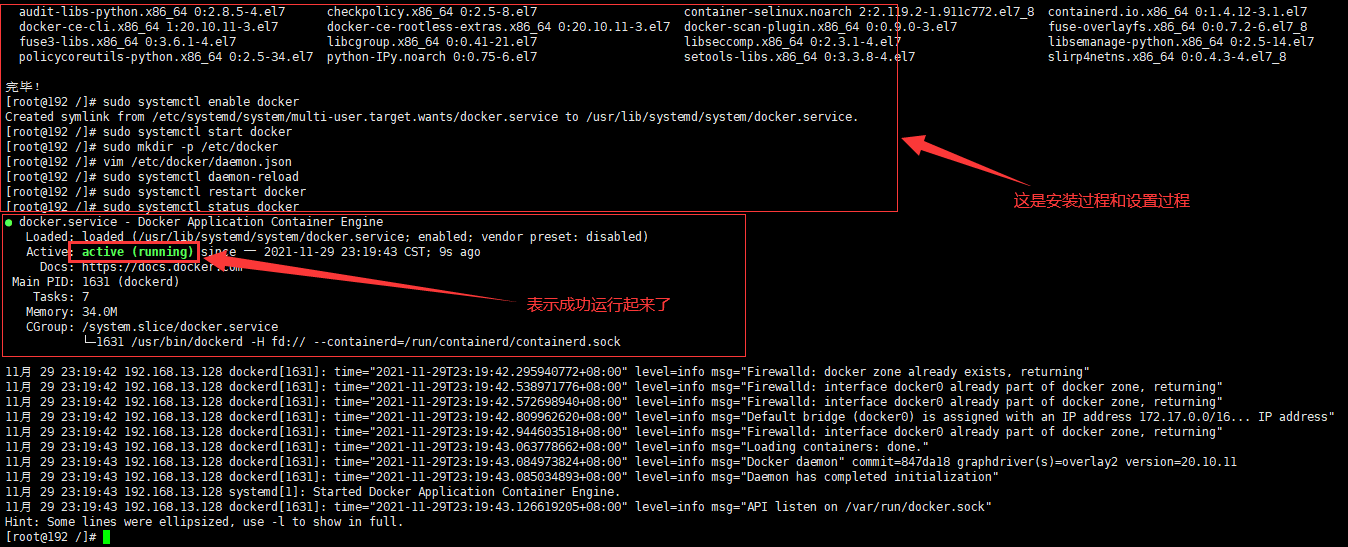 audit-libs-python.x86_64 0:2.8.5-4.el7 checkpolicy.x86_64 0:2.5-8.el7 container-selinux.noarch 2:2.119.2-1.911c772.el7_8 containerd.io.x86_64 0:1.4.12-3.1.el7
docker-ce-cli.x86_64 1:20.10.11-3.el7 docker-ce-rootless-extras.x86_64 0:20.10.11-3.el7 docker-scan-plugin.x86_64 0:0.9.0-3.el7 fuse-overlayfs.x86_64 0:0.7.2-6.el7_8
fuse3-libs.x86_64 0:3.6.1-4.el7 libcgroup.x86_64 0:0.41-21.el7 libseccomp.x86_64 0:2.3.1-4.el7 libsemanage-python.x86_64 0:2.5-14.el7
policycoreutils-python.x86_64 0:2.5-34.el7 python-IPy.noarch 0:0.75-6.el7 setools-libs.x86_64 0:3.3.8-4.el7 slirp4netns.x86_64 0:0.4.3-4.el7_8
完毕！
[root@192 /]# sudo systemctl enable docker
Created symlink from /etc/systemd/system/multi-user.target.wants/docker.service to /usr/lib/systemd/system/docker.service.
[root@192 /]# sudo systemctl start docker
[root@192 /]# sudo mkdir -p /etc/docker
[root@192 /]# vim /etc/docker/daemon.json
[root@192 /]# sudo systemctl daemon-reload
[root@192 /]# sudo systemctl restart docker
这是安装过程和设置过程
[root@192 /]# sudo systemctl status docker
● docker.service - Docker Application Container Engine
Loaded: loaded (/usr/lib/systemd/system/docker.service; enabled; vendor preset: disabled)
Active: active (running) since 一 2021-11-29 23:19:43 CST; 9s ago
Docs: https://docs.docker.com
Main PID: 1631 (dockerd)
Tasks: 7
表示成功运行起来了
Memory: 34.0M
CGroup: /system.slice/docker.service
└─1631 /usr/bin/dockerd -H fd:// --containerd=/run/containerd/containerd.sock
11月 29 23:19:42 192.168.13.128 dockerd[1631]: time="2021-11-29T23:19:42.295940772+08:00" level=info msg="Firewalld: docker zone already exists, returning"
11月 29 23:19:42 192.168.13.128 dockerd[1631]: time="2021-11-29T23:19:42.538971776+08:00" level=info msg="Firewalld: interface docker0 already part of docker zone, returning"
11月 29 23:19:42 192.168.13.128 dockerd[1631]: time="2021-11-29T23:19:42.572698940+08:00" level=info msg="Firewalld: interface docker0 already part of docker zone, returning"
11月 29 23:19:42 192.168.13.128 dockerd[1631]: time="2021-11-29T23:19:42.809962620+08:00" level=info msg="Default bridge (docker0) is assigned with an IP address 172.17.0.0/16... IP address"
11月 29 23:19:42 192.168.13.128 dockerd[1631]: time="2021-11-29T23:19:42.944603518+08:00" level=info msg="Firewalld: interface docker0 already part of docker zone, returning"
11月 29 23:19:43 192.168.13.128 dockerd[1631]: time="2021-11-29T23:19:43.063778662+08:00" level=info msg="Loading containers: done."
11月 29 23:19:43 192.168.13.128 dockerd[1631]: time="2021-11-29T23:19:43.084973824+08:00" level=info msg="Docker daemon" commit=847da18 graphdriver(s)=overlay2 version=20.10.11
11月 29 23:19:43 192.168.13.128 dockerd[1631]: time="2021-11-29T23:19:43.085034893+08:00" level=info msg="Daemon has completed initialization"
11月 29 23:19:43 192.168.13.128 systemd[1]: Started Docker Application Container Engine.
11月 29 23:19:43 192.168.13.128 dockerd[1631]: time="2021-11-29T23:19:43.126619205+08:00" level=info msg="API listen on /var/run/docker.sock"
Hint: Some lines were ellipsized, use -l to show in full.
[root@192 /]#